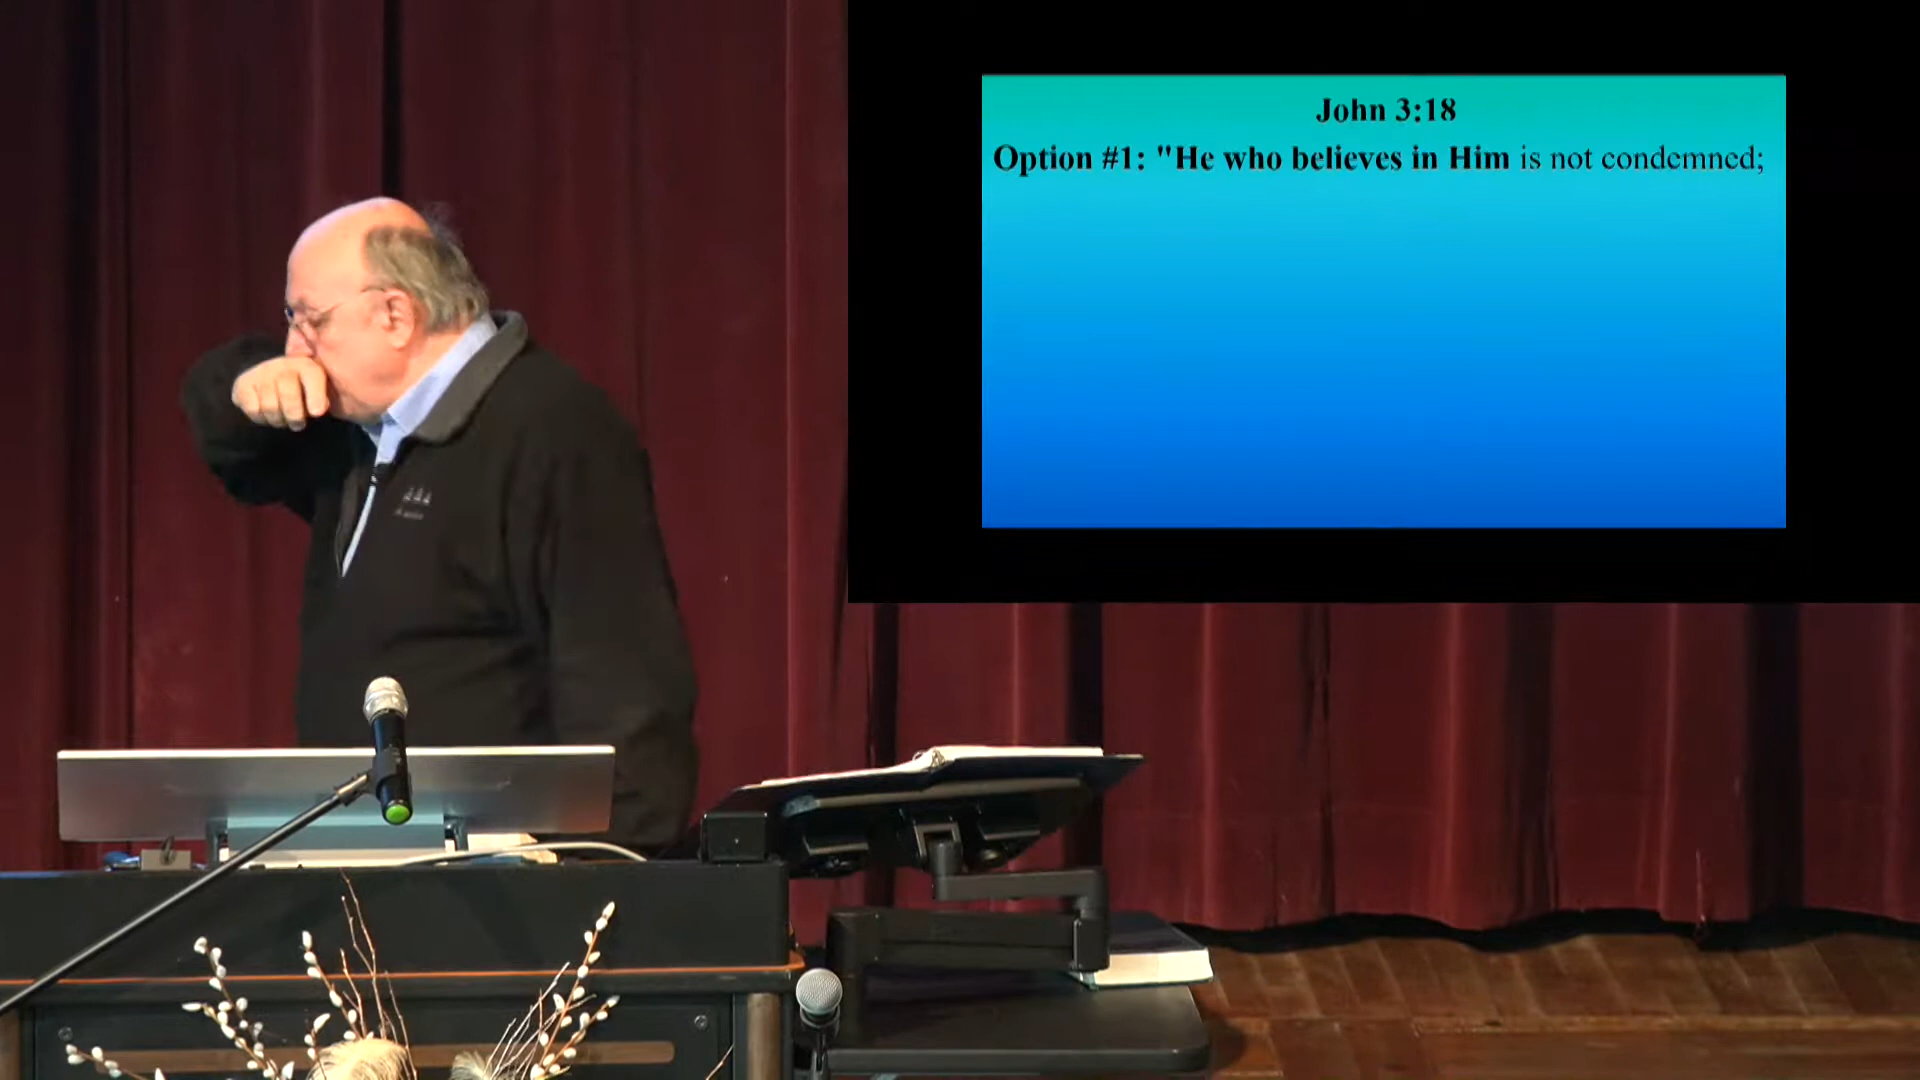 John 3:18
Option #1: "He who believes in Him is not condemned;